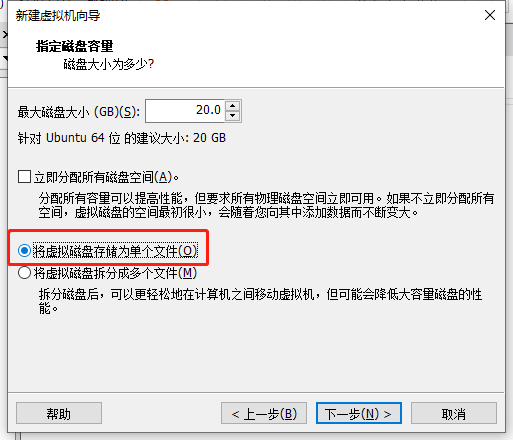 新建虚拟机向导
指定磁盘容量
磁盘大小为多少?
最大磁盘大小 (GB)(S): 20.0
针对 Ubuntu 64 位 的建议大小: 20 GB
立即分配所有磁盘空间(A)。
分配所有容量可以提高性能，但要求所有物理磁盘空间立即可用。如果不立即分配所有
空间，虚拟磁盘的空间最初很小，会随着您向其中添加数据而不断变大。
将虚拟磁盘存储为单个文件(O)
将虚拟磁盘拆分成多个文件(M)
拆分磁盘后，可以更轻松地在计算机之间移动虚拟机，但可能会降低大容量磁盘的性
能。
帮助 < 上一步(B) 下一步(N) > 取消